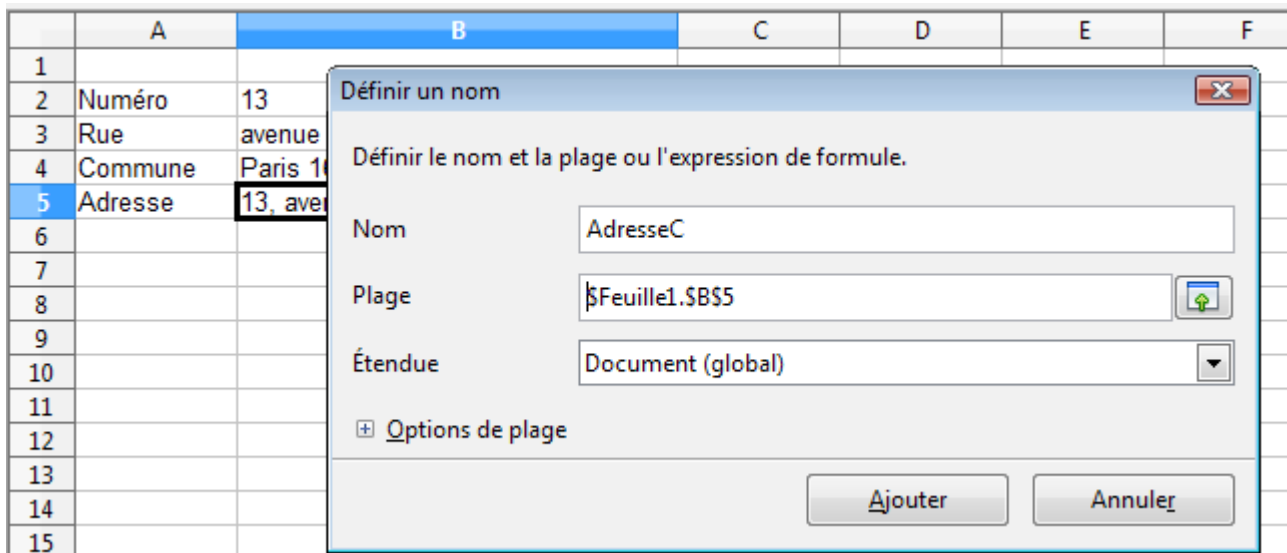 A B C D E F
1
2 Numéro 13
3 Rue avenue
4 Commune Paris
5 Adresse 13,
6
7
8
9
10
11
12
13
14
15
Définir un nom
Définir le nom et la plage ou l'expression de formule.
Nom AdresseC
Plage $Feuille1.$B$5
Étendue Document (global)
Options de plage
Ajouter Annuler